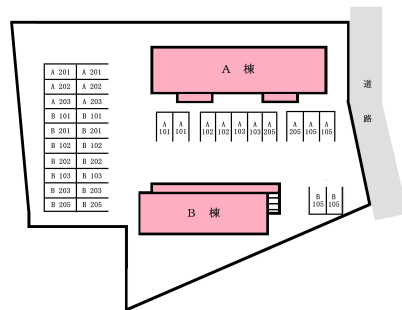 A 棟
道
路
A 201 A 201
A 202 A 202
A 203 A 203
B 101 B 101
B 201 B 201
B 102 B 102
B 202 B 202
B 103 B 103
B 203 B 203
B 205 B 205
A 101 A 101 A 102 A 102 A 103 A 103 A 205 A 205 A 105 A 105
B 棟
B 105 B 105